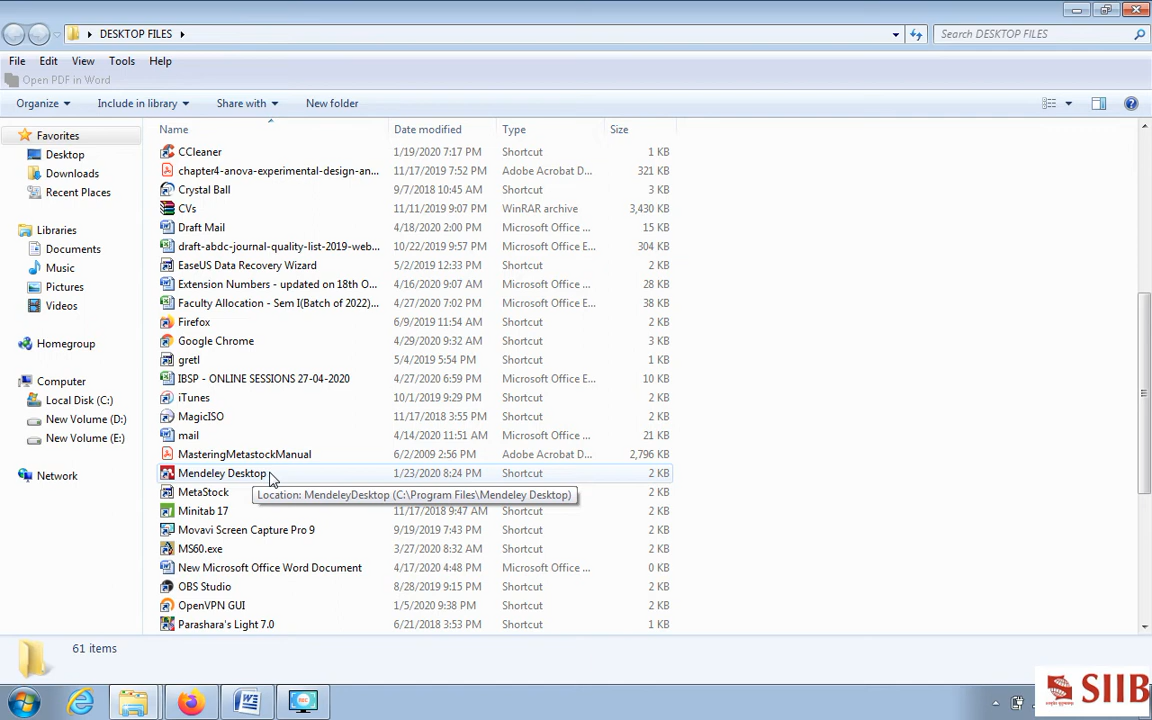 DESKTOP FILES
Search DESKTOP FILES
File Edit View Tools Help
Open PDF in Word
Organize Include in library Share with New folder
Name Date modified Type Size
Favorites
Desktop
Downloads
Recent Places
Libraries
Documents
Music
Pictures
Videos
Homegroup
Computer
Local Disk (C:)
New Volume (D:)
New Volume (E:)
Network
CCleaner 1/19/2020 7:17 PM Shortcut 1 KB
chapter4-anova-experimental-design-an... 11/17/2019 7:52 PM Adobe Acrobat D... 321 KB
Crystal Ball 9/7/2018 10:45 AM Shortcut 3 KB
CVs 11/11/2019 9:07 PM WinRAR archive 3,430 KB
Draft Mail 4/18/2020 2:00 PM Microsoft Office ... 15 KB
draft-abdc-journal-quality-list-2019-web... 10/22/2019 9:57 PM Microsoft Office E... 304 KB
EaseUS Data Recovery Wizard 5/2/2019 12:33 PM Shortcut 2 KB
Extension Numbers - updated on 18th O... 4/16/2020 9:07 AM Microsoft Office ... 28 KB
Faculty Allocation - Sem I(Batch of 2022)... 4/27/2020 7:02 PM Microsoft Office E... 38 KB
Firefox 6/9/2019 11:54 AM Shortcut 2 KB
Google Chrome 4/29/2020 9:32 AM Shortcut 3 KB
gretl 5/4/2019 5:54 PM Shortcut 1 KB
IBSP - ONLINE SESSIONS 27-04-2020 4/27/2020 6:59 PM Microsoft Office E... 10 KB
iTunes 10/1/2019 9:29 PM Shortcut 2 KB
MagicISO 11/17/2018 3:55 PM Shortcut 2 KB
mail 4/14/2020 11:51 AM Microsoft Office ... 21 KB
MasteringMetastockManual 6/2/2009 2:56 PM Adobe Acrobat D... 2,796 KB
Mendeley Desktop 1/23/2020 8:24 PM Shortcut 2 KB
MetaStock Shortcut 2 KB
Location: MendeleyDesktop (C:\Program Files\Mendeley Desktop)
Minitab 17 11/17/2018 9:47 AM Shortcut 2 KB
Movavi Screen Capture Pro 9 9/19/2019 7:43 PM Shortcut 2 KB
MS60.exe 3/27/2020 8:32 AM Shortcut 2 KB
New Microsoft Office Word Document 4/17/2020 4:48 PM Microsoft Office ... 0 KB
OBS Studio 8/28/2019 9:15 PM Shortcut 2 KB
OpenVPN GUI 1/5/2020 9:38 PM Shortcut 2 KB
Parashara's Light 7.0 6/21/2018 3:53 PM Shortcut 1 KB
61 items
REC
SIIB